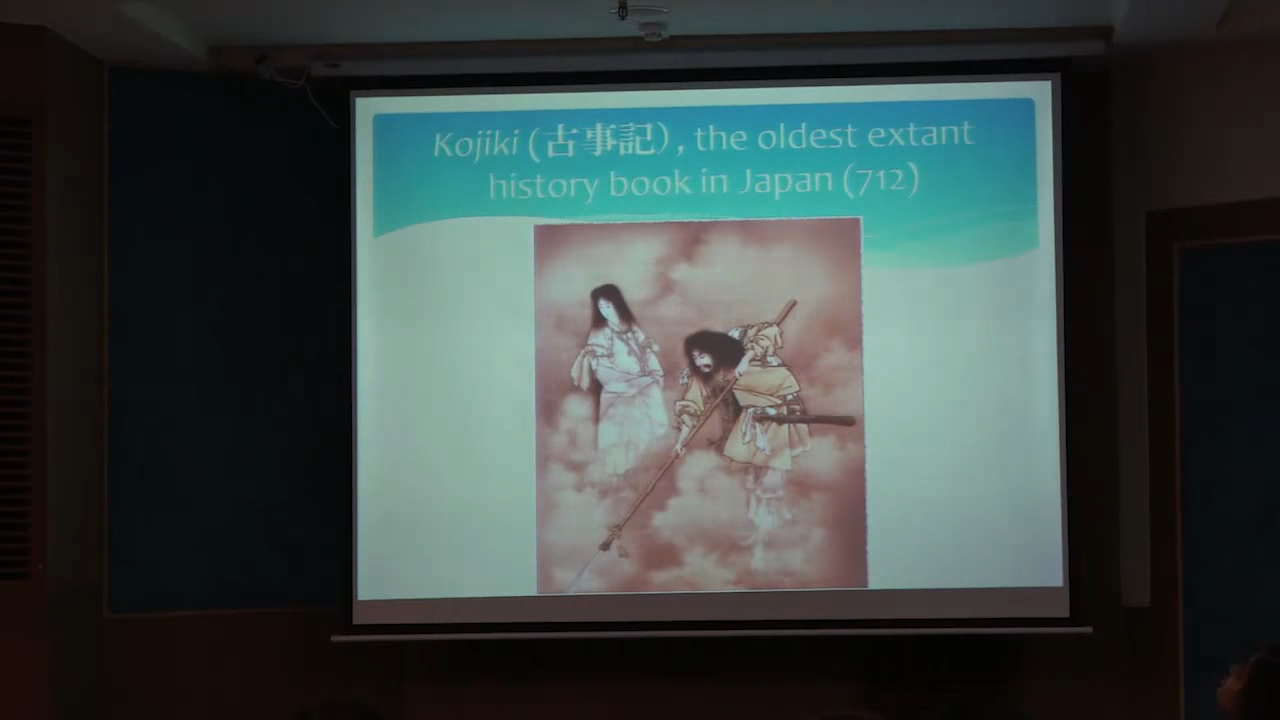 Kojiki (古事記), the oldest extant
history book in Japan (712)